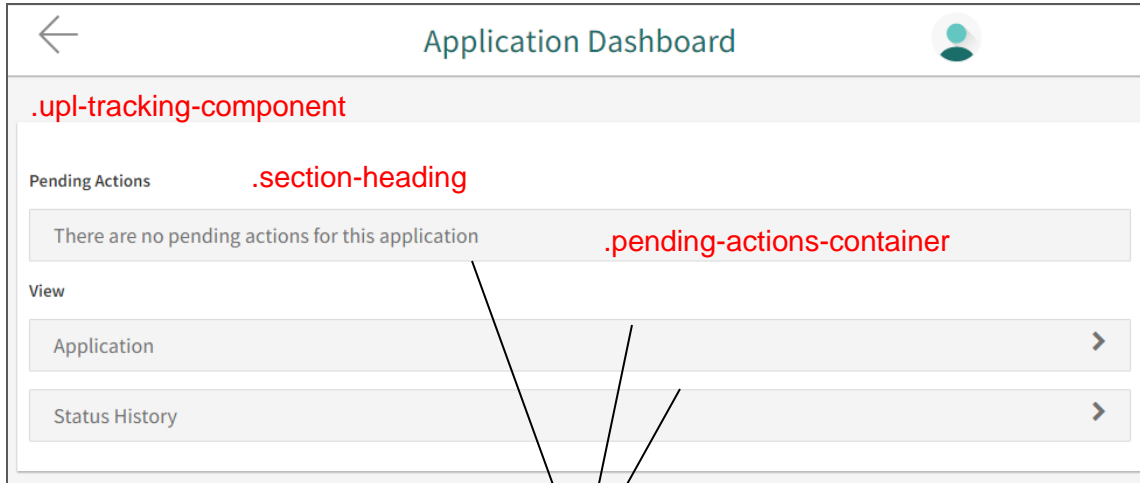 Application Dashboard
.upl-tracking-component
Pending Actions .section-heading
There are no pending actions for this application .pending-actions-container
View
Application
Status History